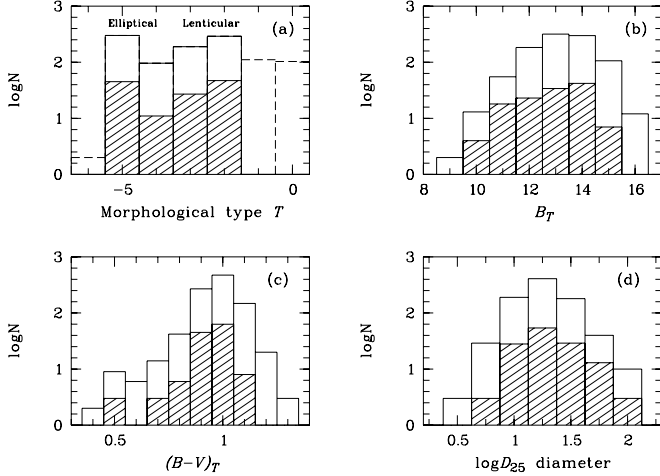 Elliptical Lenticular (a) (b)
3 3
2 2
logN logN
1 1
0 0
−5 0 8 10 12 14 16
Morphological type T B_T
(c) (d)
3 3
2 2
logN logN
1 1
0 0
0.5 1 0.5 1 1.5 2
(B−V)_T logD_25 diameter